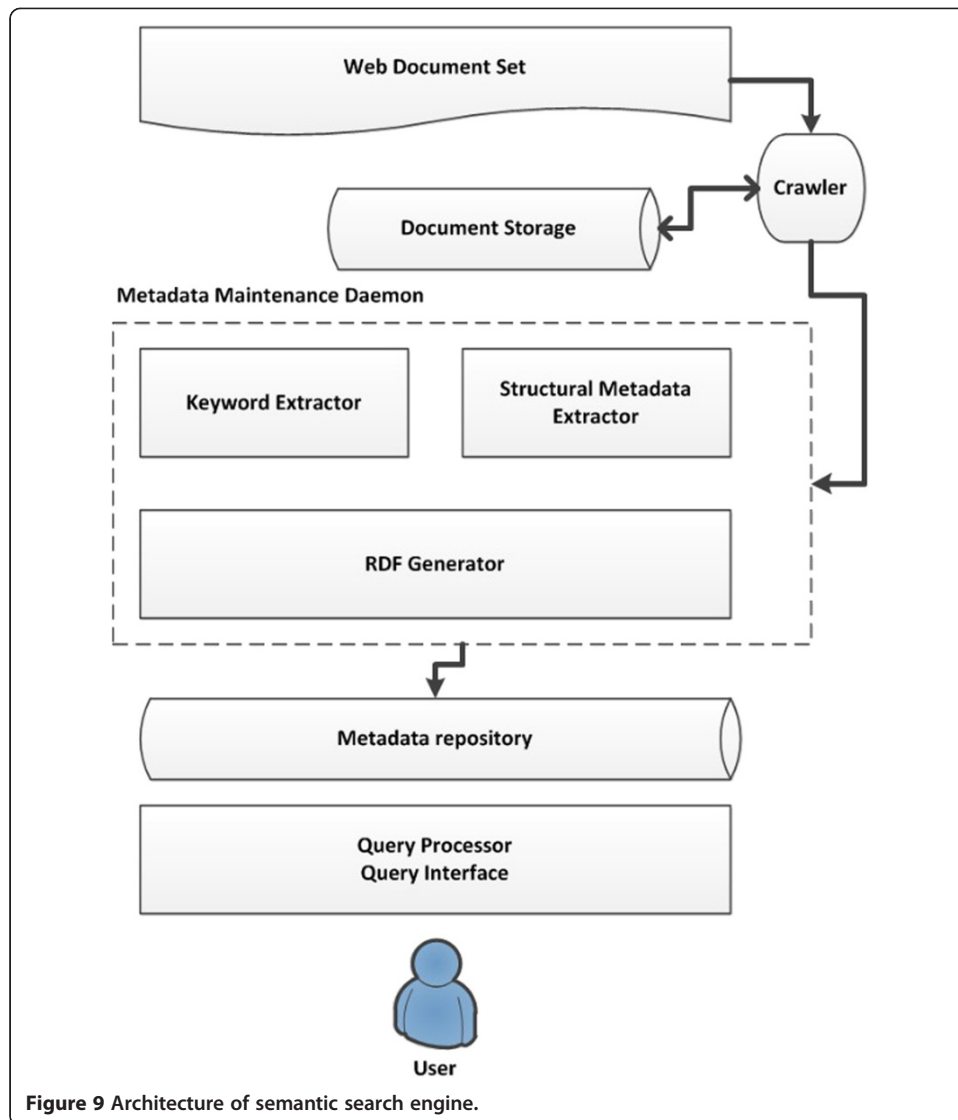 Web Document Set
Crawler
Document Storage
Metadata Maintenance Daemon
Keyword Extractor
Structural Metadata
Extractor
RDF Generator
Metadata repository
Query Processor
Query Interface
User
Figure 9 Architecture of semantic search engine.